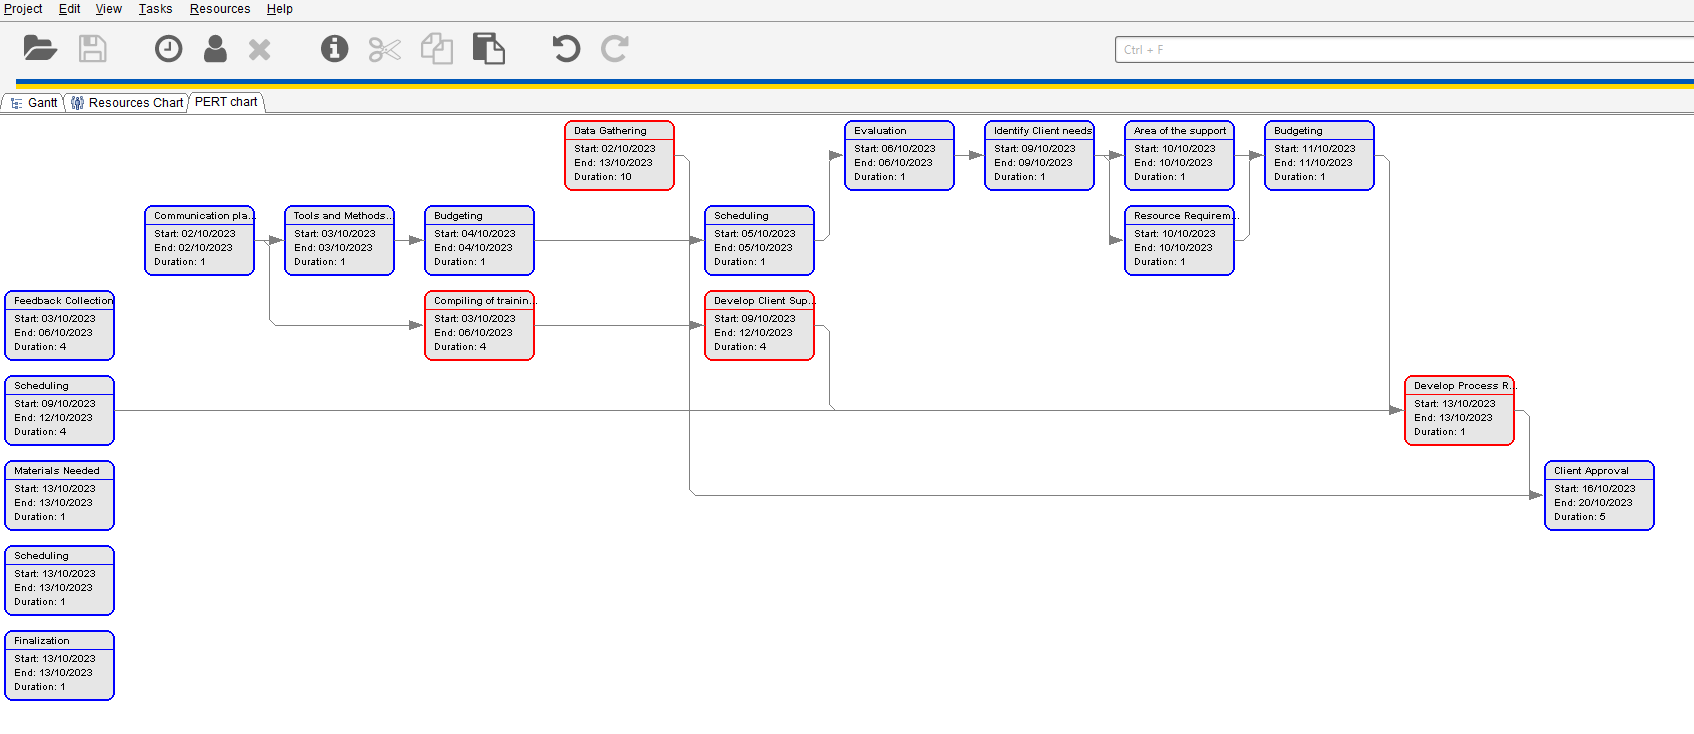 Project Edit View Tasks Resources Help
Ctrl + F
Gantt Resources Chart PERT chart
Data Gathering
Start: 02/10/2023
End: 13/10/2023
Duration: 10
Evaluation
Start: 06/10/2023
End: 06/10/2023
Duration: 1
Identify Client needs
Start: 09/10/2023
End: 09/10/2023
Duration: 1
Area of the support
Start: 10/10/2023
End: 10/10/2023
Duration: 1
Budgeting
Start: 11/10/2023
End: 11/10/2023
Duration: 1
Communication pla...
Start: 02/10/2023
End: 02/10/2023
Duration: 1
Tools and Methods...
Start: 03/10/2023
End: 03/10/2023
Duration: 1
Budgeting
Start: 04/10/2023
End: 04/10/2023
Duration: 1
Scheduling
Start: 05/10/2023
End: 05/10/2023
Duration: 1
Resource Requirem...
Start: 10/10/2023
End: 10/10/2023
Duration: 1
Feedback Collection
Start: 03/10/2023
End: 06/10/2023
Duration: 4
Compiling of trainin...
Start: 03/10/2023
End: 06/10/2023
Duration: 4
Develop Client Sup...
Start: 09/10/2023
End: 12/10/2023
Duration: 4
Scheduling
Start: 09/10/2023
End: 12/10/2023
Duration: 4
Develop Process R...
Start: 13/10/2023
End: 13/10/2023
Duration: 1
Materials Needed
Start: 13/10/2023
End: 13/10/2023
Duration: 1
Client Approval
Start: 16/10/2023
End: 20/10/2023
Duration: 5
Scheduling
Start: 13/10/2023
End: 13/10/2023
Duration: 1
Finalization
Start: 13/10/2023
End: 13/10/2023
Duration: 1